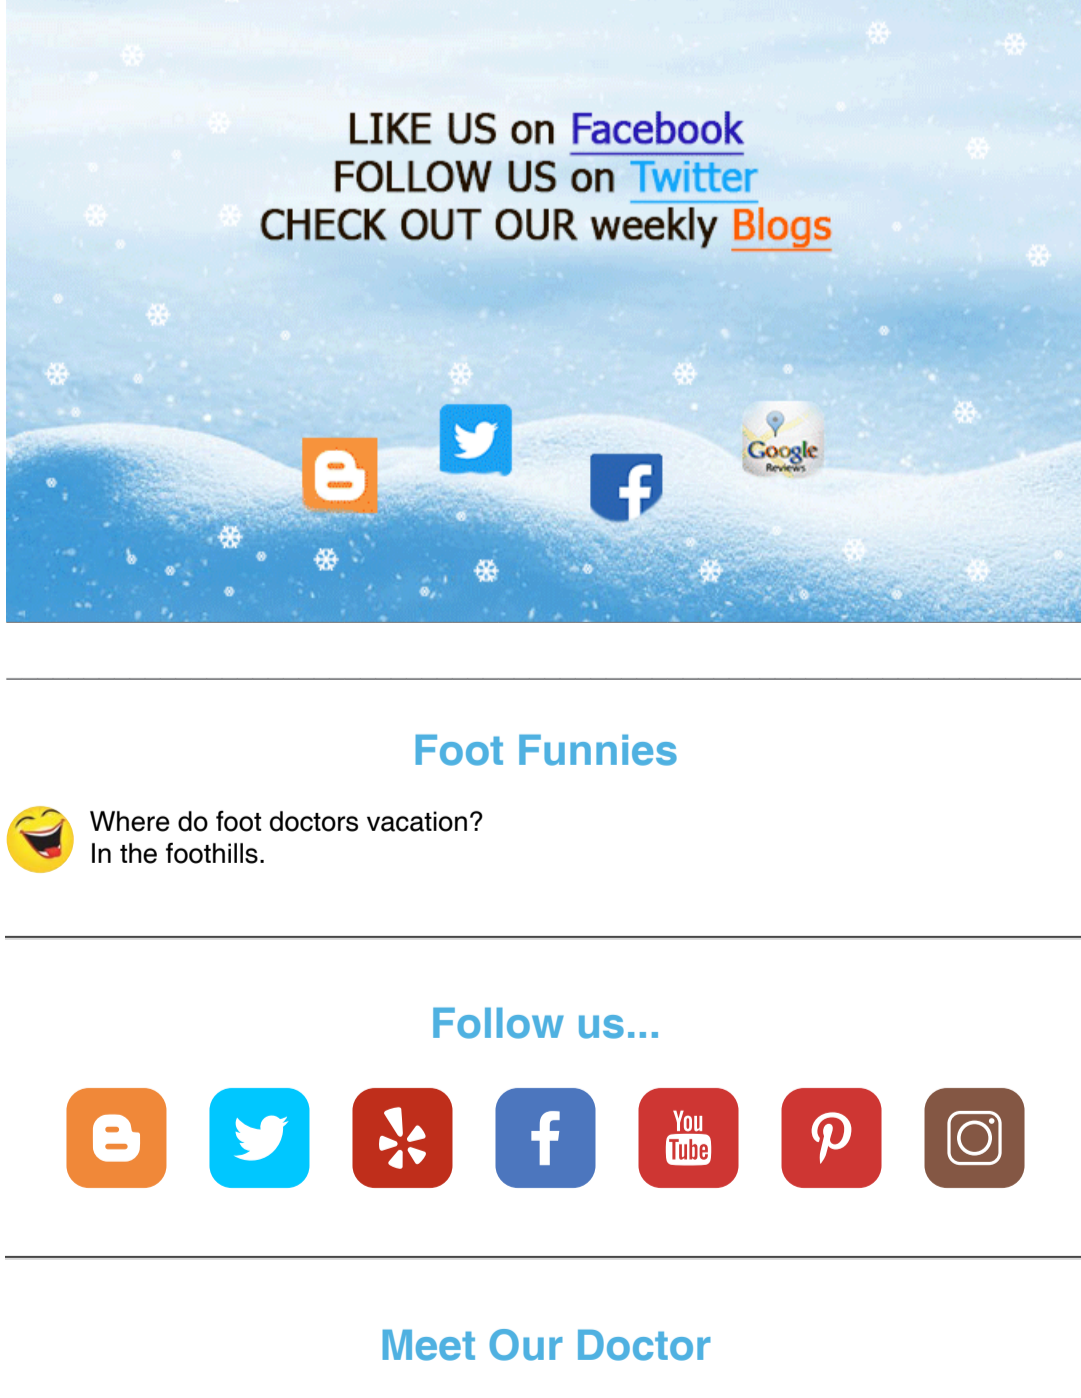 LIKE US on Facebook
FOLLOW US on Twitter
CHECK OUT OUR weekly Blogs
Google
Reviews
Foot Funnies
Where do foot doctors vacation?
In the foothills.
Follow us...
You
Tube
Meet Our Doctor